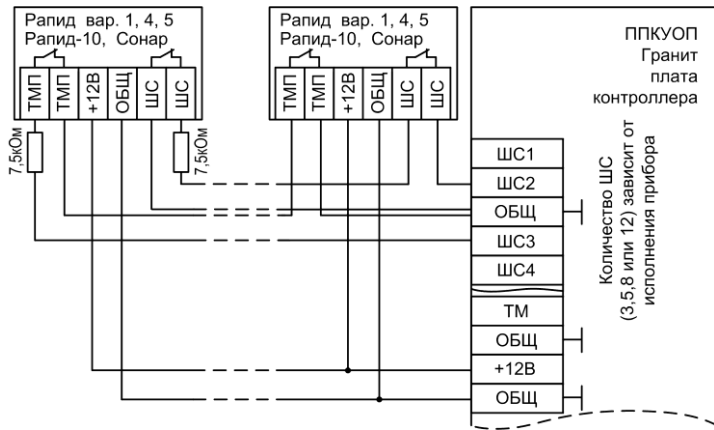 Рапид вар. 1, 4, 5
Рапид-10, Сонар
ТМП
ТМП
+12В
ОБЩ
ШС
ШС
7,5кОм
7,5кОм
Рапид вар. 1, 4, 5
Рапид-10, Сонар
ТМП
ТМП
+12В
ОБЩ
ШС
ШС
ППКУОП
Гранит
плата
контроллера
ШС1
ШС2
ОБЩ
ШС3
ШС4
ТМ
ОБЩ
+12В
ОБЩ
Количество ШС
(3,5,8 или 12) зависит от
исполнения прибора